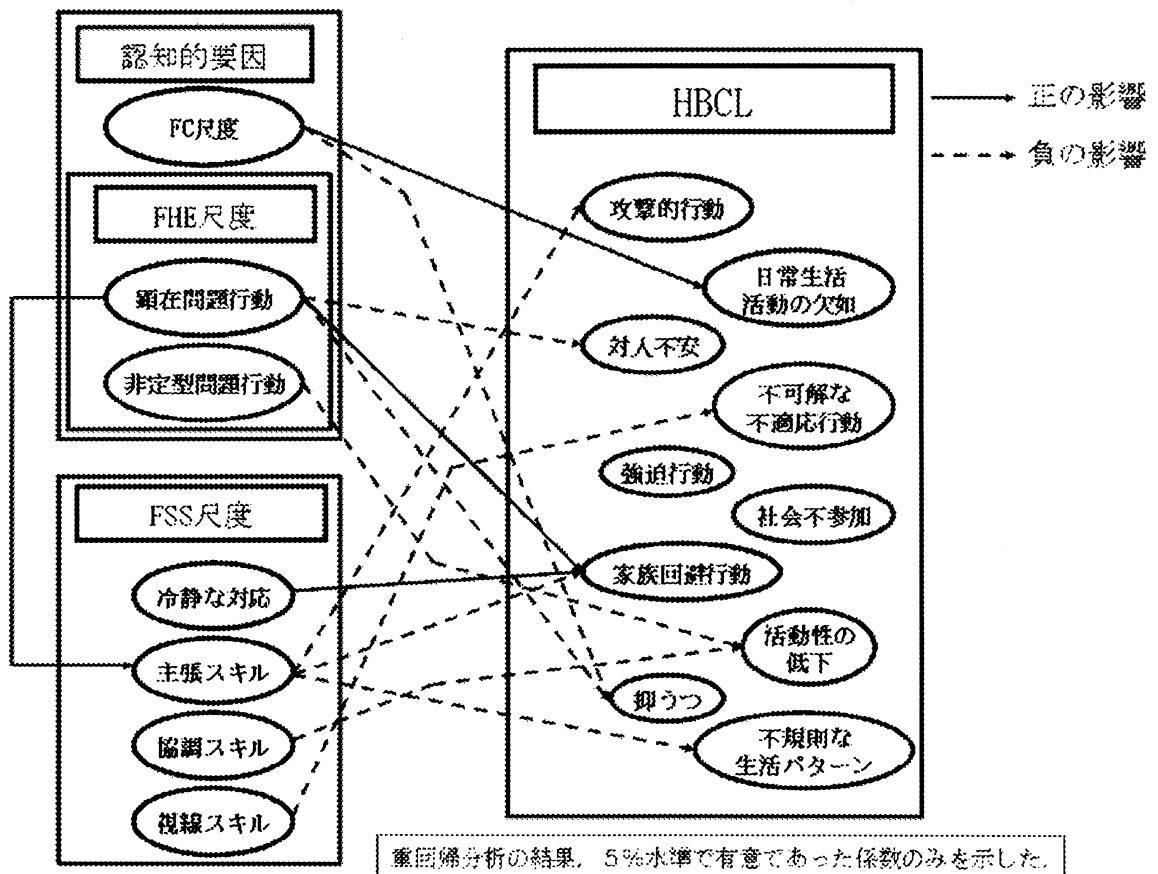 認知的要因
FC尺度
FHE尺度
顕在問題行動
非定型問題行動
FSS尺度
冷静な対応
主張スキル
協調スキル
視線スキル
HBCL
攻撃的行動
日常生活
活動の欠如
対人不安
不可解な
不適応行動
強迫行動
社会不参加
家族回避行動
活動性の
低下
抑うつ
不規則な
生活パターン
正の影響
負の影響
重回帰分析の結果，5%水準で有意であった係数のみを示した．